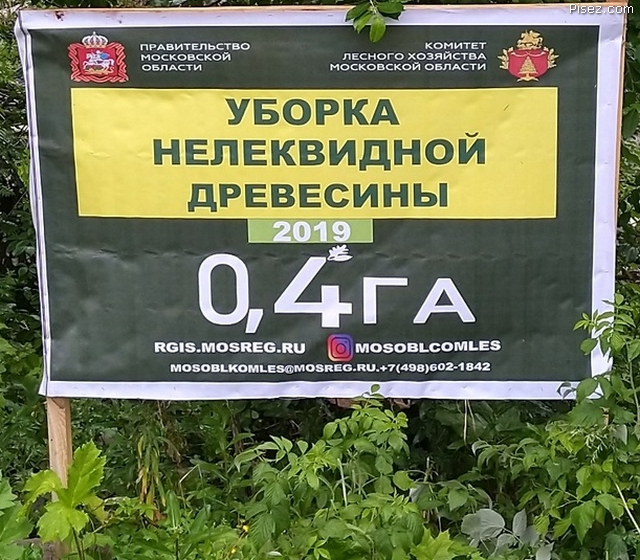 Pisez.com
ПРАВИТЕЛЬСТВО
МОСКОВСКОЙ
ОБЛАСТИ
КОМИТЕТ
ЛЕСНОГО ХОЗЯЙСТВА
МОСКОВСКОЙ ОБЛАСТИ
УБОРКА
НЕЛЕКВИДНОЙ
ДРЕВЕСИНЫ
2019
0,4ГА
RGIS.MOSREG.RU MOSOBLCOMLES
MOSOBLKOMLES@MOSREG.RU.+7(498)602-1842